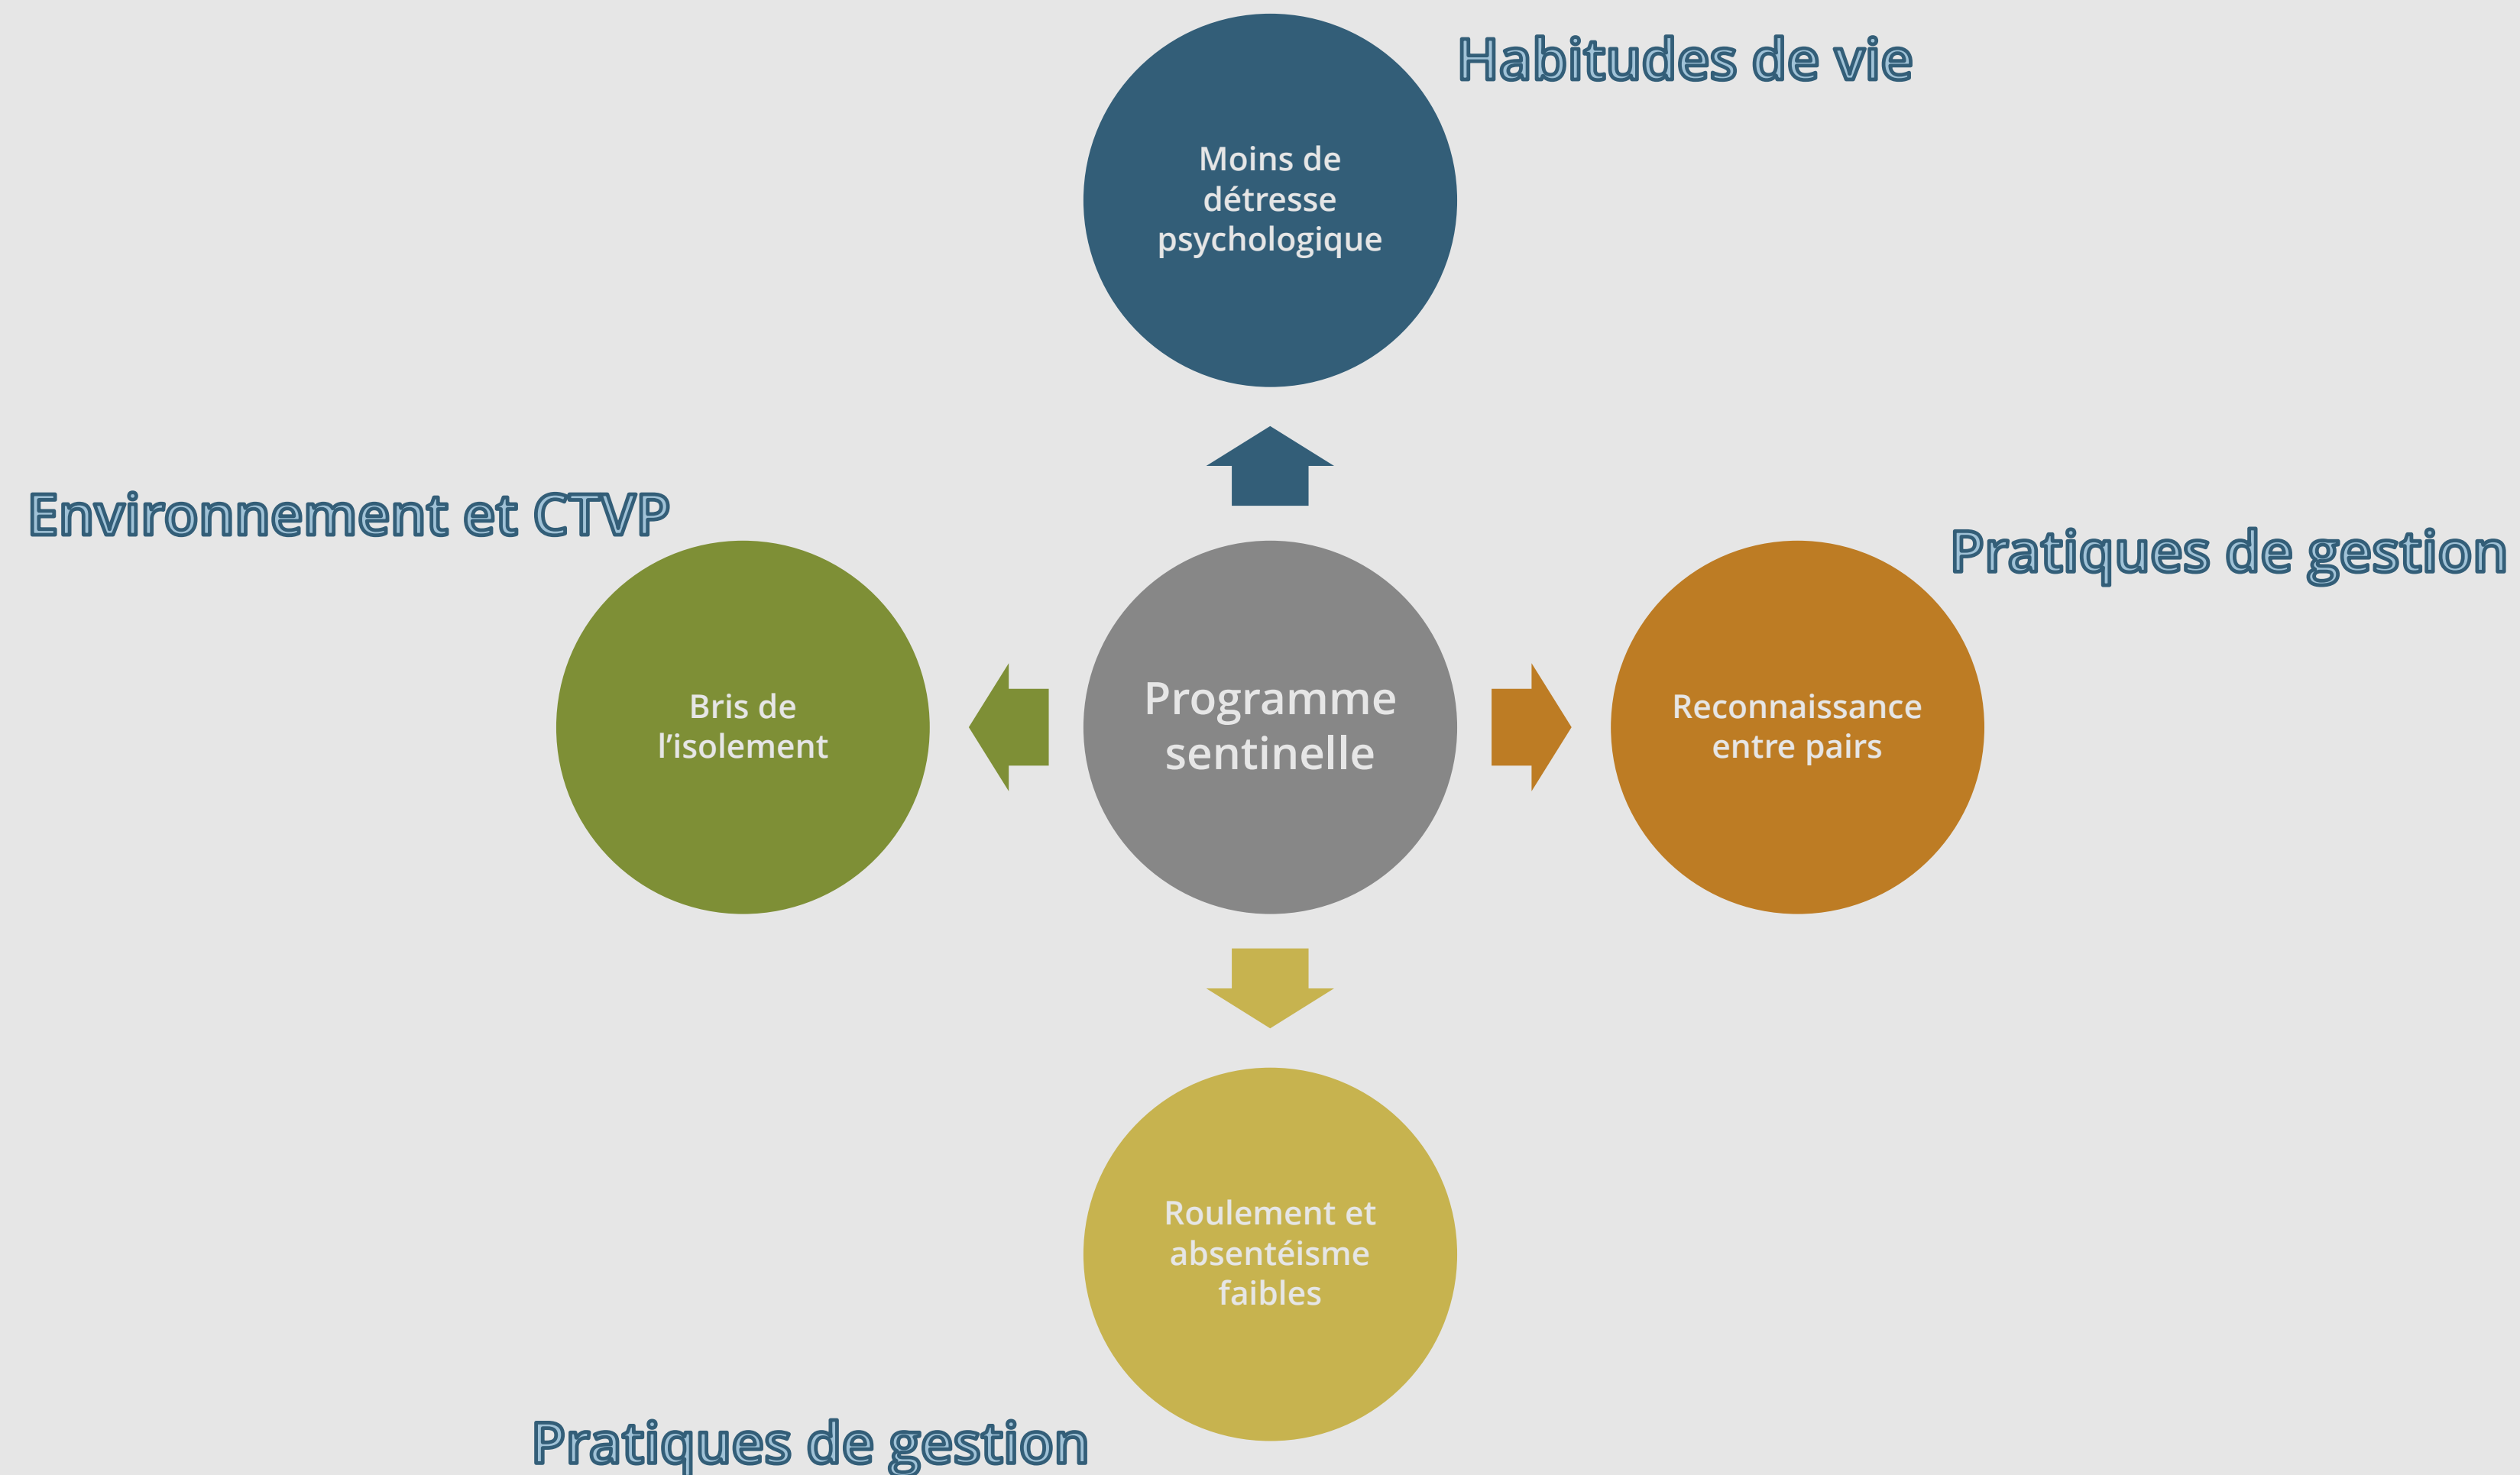 Habitudes de vie
Moins de
détresse
psychologique
Environnement et CTVP
Pratiques de gestion
Bris de
l’isolement
Programme
sentinelle
Reconnaissance
entre pairs
Roulement et
absentéisme
faibles
Pratiques de gestion